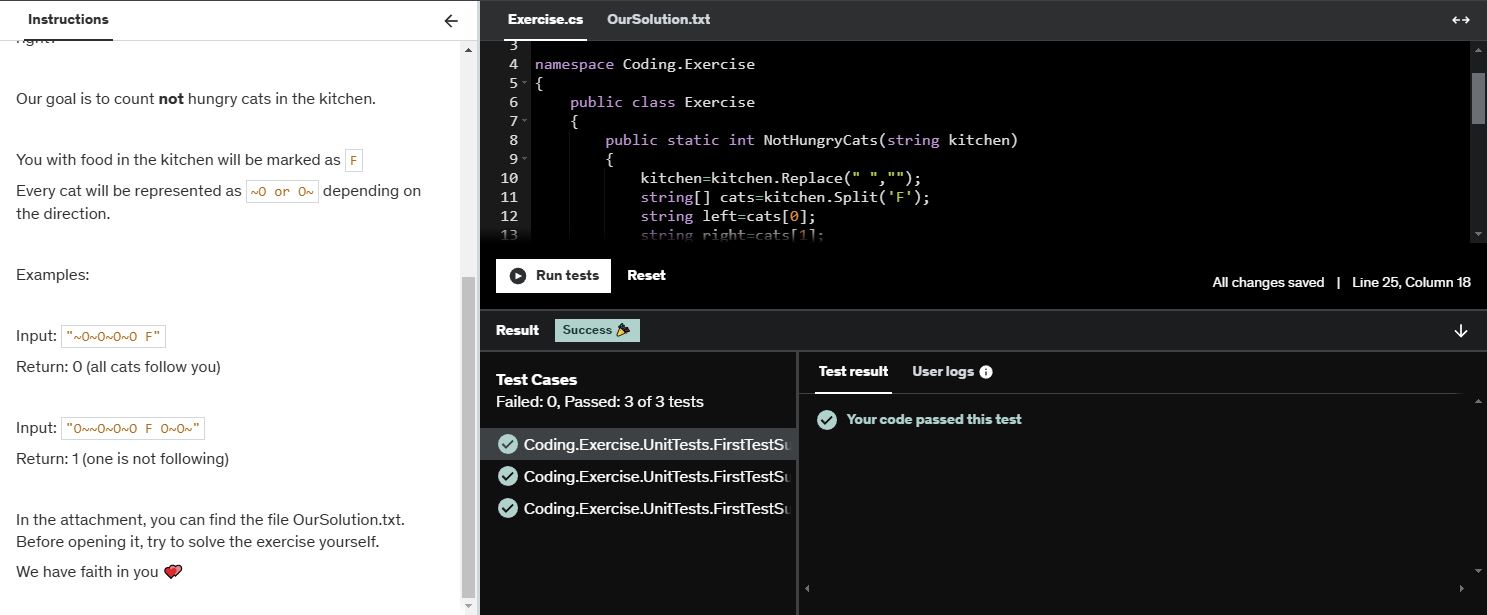 Instructions
Exercise.cs OurSolution.txt
Our goal is to count not hungry cats in the kitchen.
You with food in the kitchen will be marked as F
Every cat will be represented as ~O or O~ depending on
the direction.
Examples:
Input: "~O~O~O~O F"
Return: 0 (all cats follow you)
Input: "O~~O~O~O F O~O~"
Return: 1 (one is not following)
In the attachment, you can find the file OurSolution.txt.
Before opening it, try to solve the exercise yourself.
We have faith in you
3
4 namespace Coding.Exercise
5 {
6 public class Exercise
7 {
8 public static int NotHungryCats(string kitchen)
9 {
10 kitchen=kitchen.Replace(" ","");
11 string[] cats=kitchen.Split('F');
12 string left=cats[0];
13 string right=cats[1];
Run tests Reset
All changes saved | Line 25, Column 18
Result Success
Test Cases
Failed: 0, Passed: 3 of 3 tests
Coding.Exercise.UnitTests.FirstTestSu
Coding.Exercise.UnitTests.FirstTestSu
Coding.Exercise.UnitTests.FirstTestSu
Test result User logs
Your code passed this test